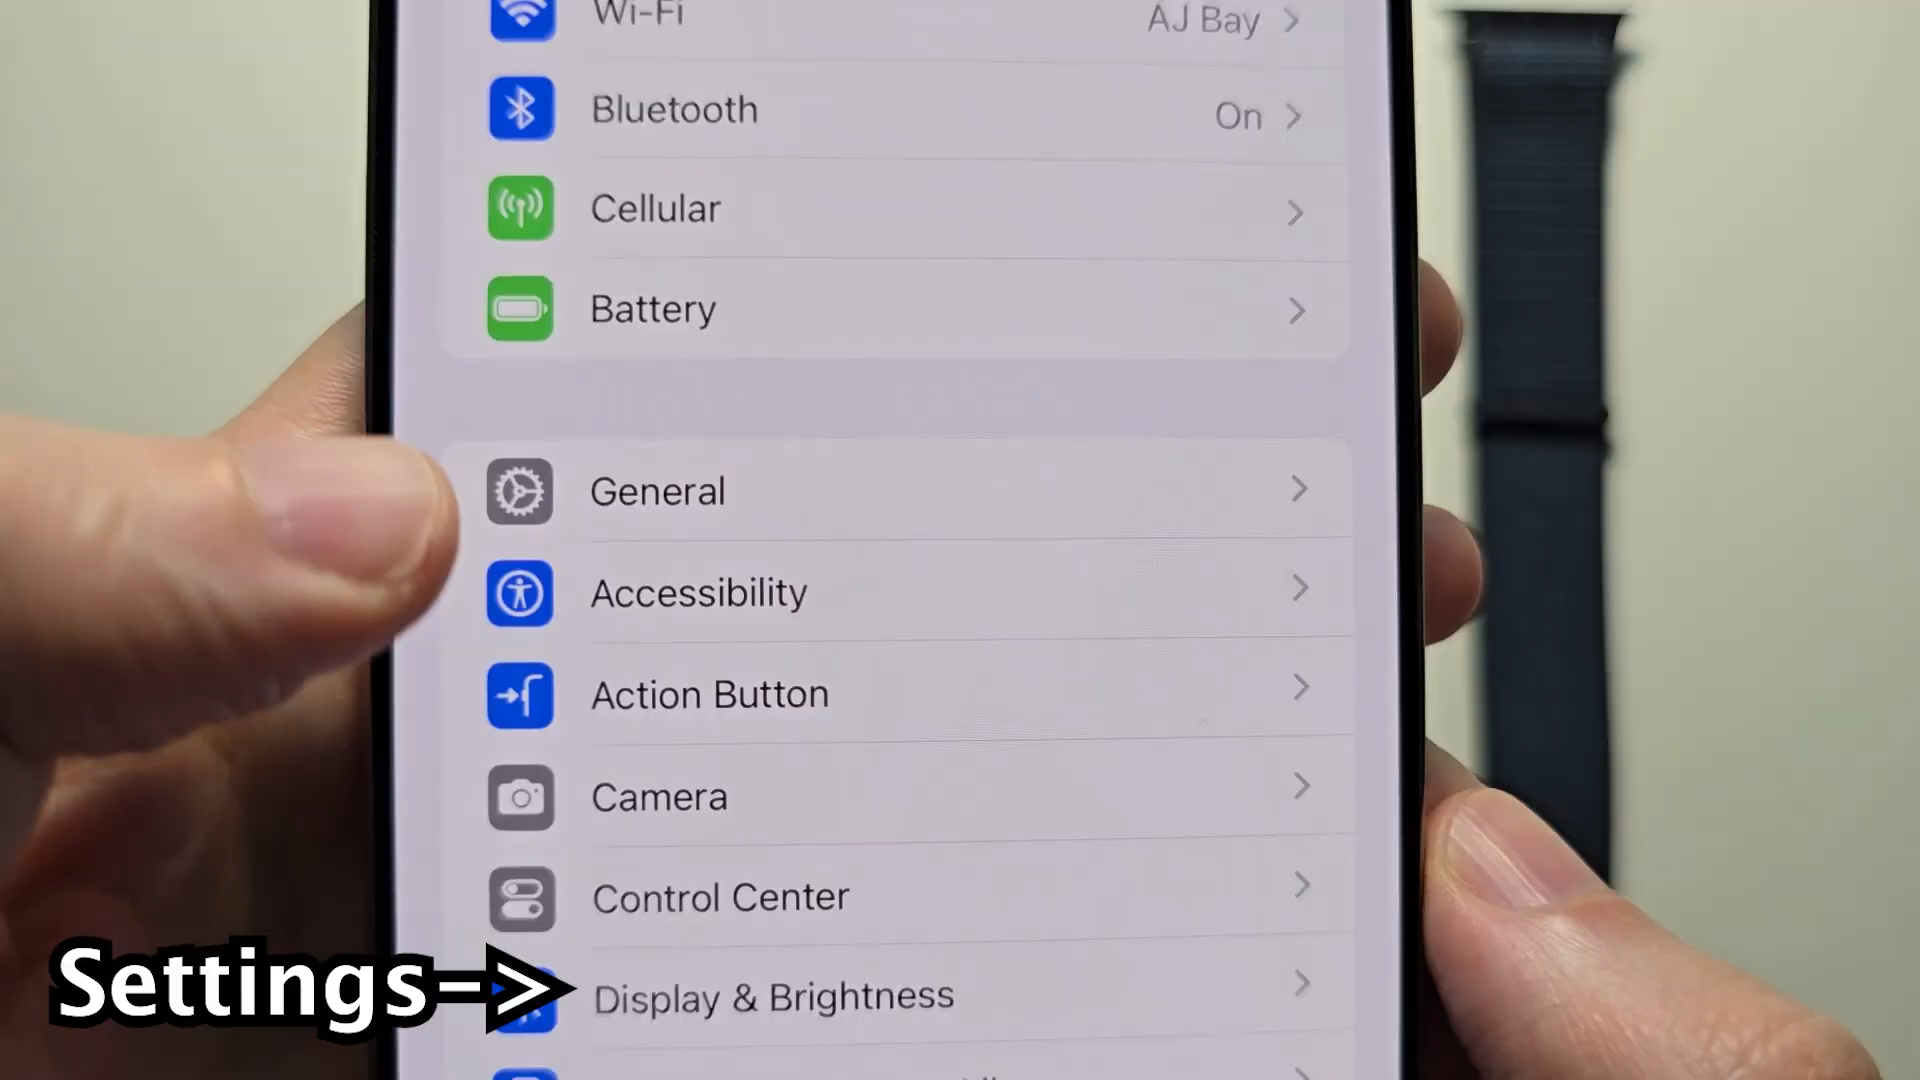 Wi-Fi AJ Bay
Bluetooth On
Cellular
Battery
General
Accessibility
Action Button
Camera
Control Center
Settings-> Display & Brightness